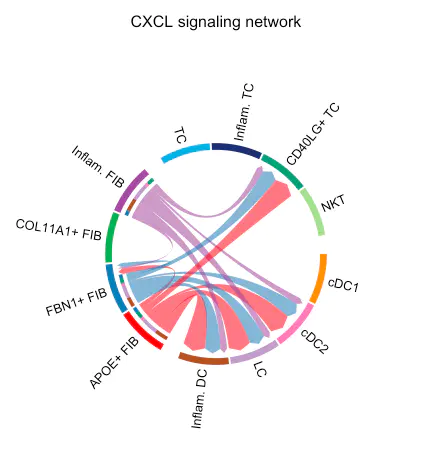 CXCL signaling network
TC
Inflam. TC
CD40LG+ TC
NKT
cDC1
cDC2
LC
Inflam. DC
APOE+ FIB
FBN1+ FIB
COL11A1+ FIB
Inflam. FIB